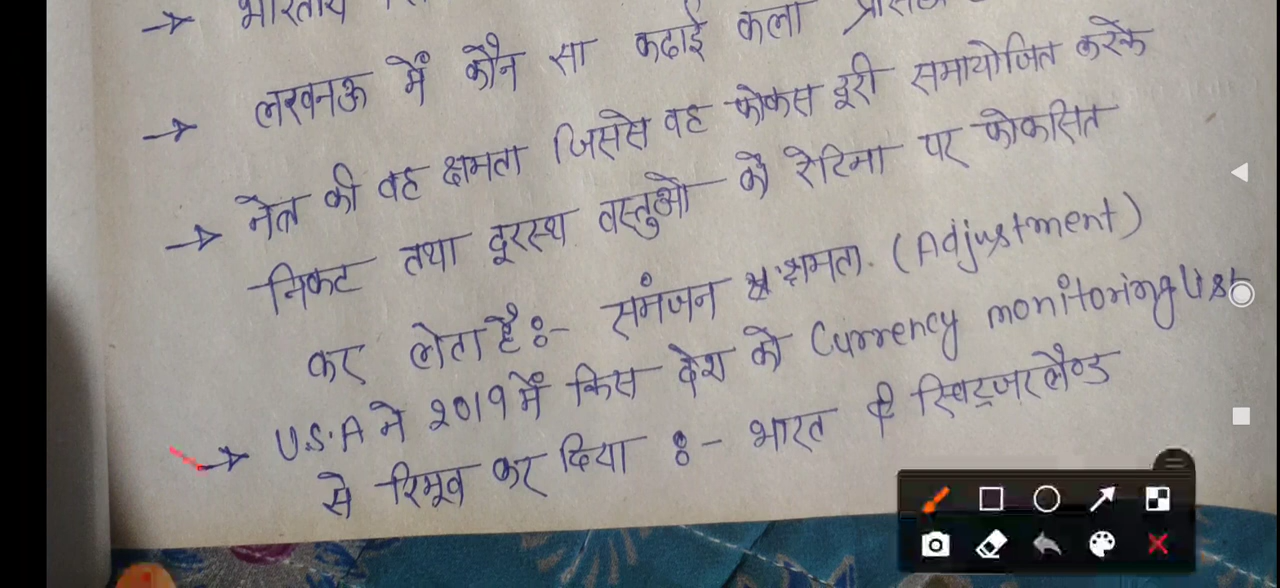 → भारतीय
→ लखनऊ में कौन सा कढाई कला
→ नेत्र की वह क्षमता जिससे वह फोकस दूरी समायोजित करके
निकट तथा दूरस्थ वस्तुओ को रेटिना पर फोकसित
कर लेता है:- समंजन क्षमता. (Adjustment)
→ U.S.A ने 2019 में किस देश को Currency monitoring list
से रिमूव कर दिया :- भारत स्विट्जरलैण्ड